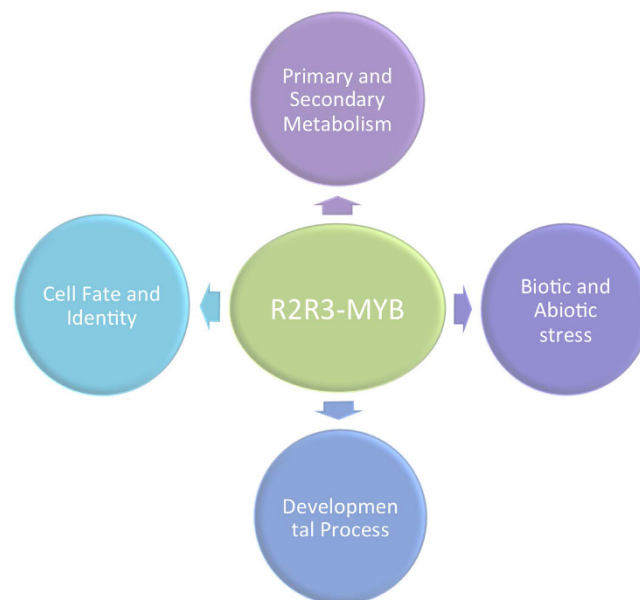 Primary and
Secondary
Metabolism
Cell Fate and
Identity
R2R3-MYB
Biotic and
Abiotic
stress
Developmen
tal Process